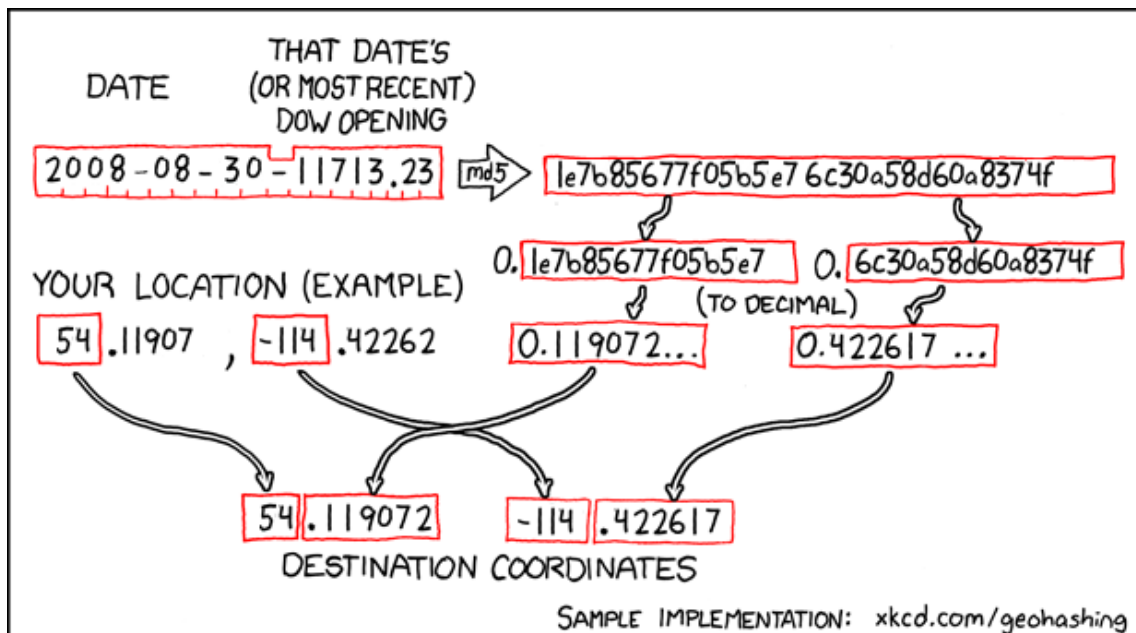 DATE
THAT DATE'S
(OR MOST RECENT)
DOW OPENING
2008-08-30-11713.23
md5
1e7b85677f05b5e76c30a58d60a8374f
0.1e7b85677f05b5e7
0.6c30a58d60a8374f
(TO DECIMAL)
0.119072...
0.422617...
YOUR LOCATION (EXAMPLE)
54.11907, -114.42262
54.119072 -114.422617
DESTINATION COORDINATES
SAMPLE IMPLEMENTATION: xkcd.com/geohashing